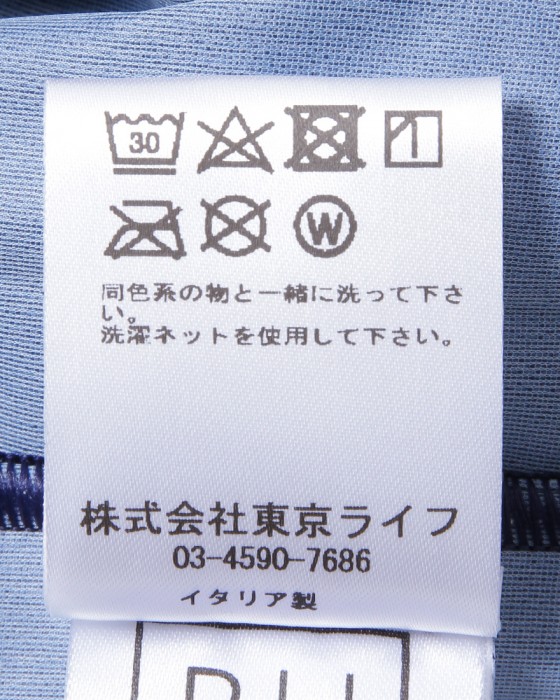 30
W
同色系の物と一緒に洗って下さ
い。
洗濯ネットを使用して下さい。
株式会社東京ライフ
03-4590-7686
イタリア製